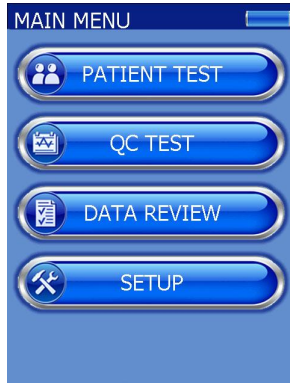 MAIN MENU
PATIENT TEST
QC TEST
DATA REVIEW
SETUP